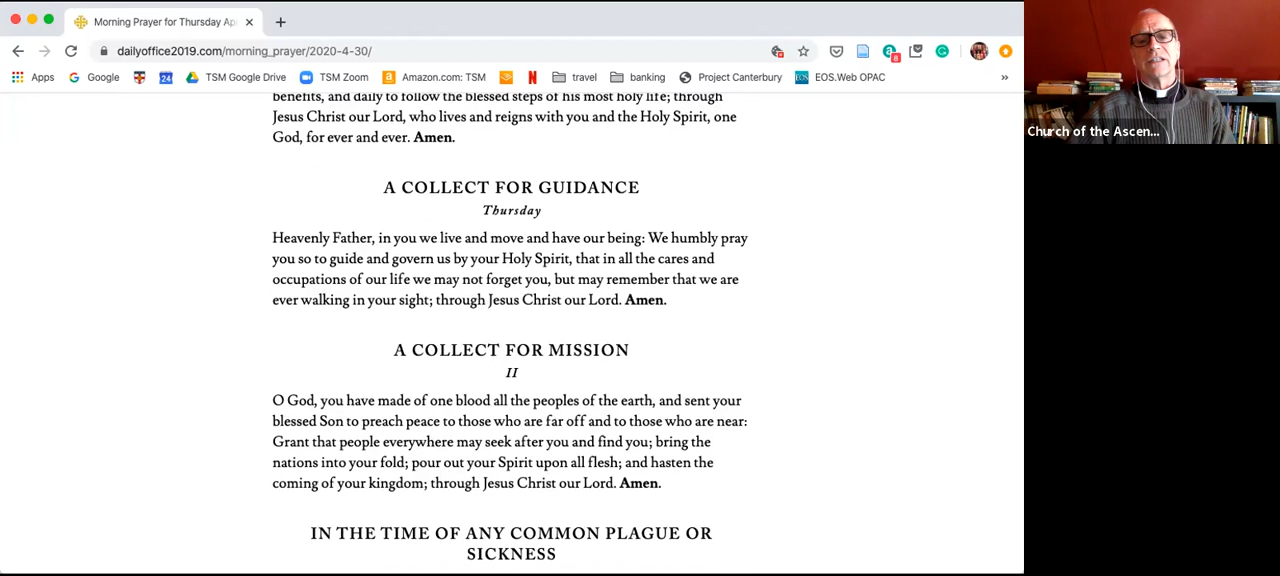 Morning Prayer for Thursday Ap
dailyoffice2019.com/morning_prayer/2020-4-30/
Apps
Google
24
TSM Google Drive
TSM Zoom
Amazon.com: TSM
travel
banking
Project Canterbury
EOS
EOS.Web OPAC
»
benefits, and daily to follow the blessed steps of his most holy life; through
Jesus Christ our Lord, who lives and reigns with you and the Holy Spirit, one
God, for ever and ever. Amen.
A COLLECT FOR GUIDANCE
Thursday
Heavenly Father, in you we live and move and have our being: We humbly pray
you so to guide and govern us by your Holy Spirit, that in all the cares and
occupations of our life we may not forget you, but may remember that we are
ever walking in your sight; through Jesus Christ our Lord. Amen.
A COLLECT FOR MISSION
II
O God, you have made of one blood all the peoples of the earth, and sent your
blessed Son to preach peace to those who are far off and to those who are near:
Grant that people everywhere may seek after you and find you; bring the
nations into your fold; pour out your Spirit upon all flesh; and hasten the
coming of your kingdom; through Jesus Christ our Lord. Amen.
IN THE TIME OF ANY COMMON PLAGUE OR
SICKNESS
Church of the Ascen...